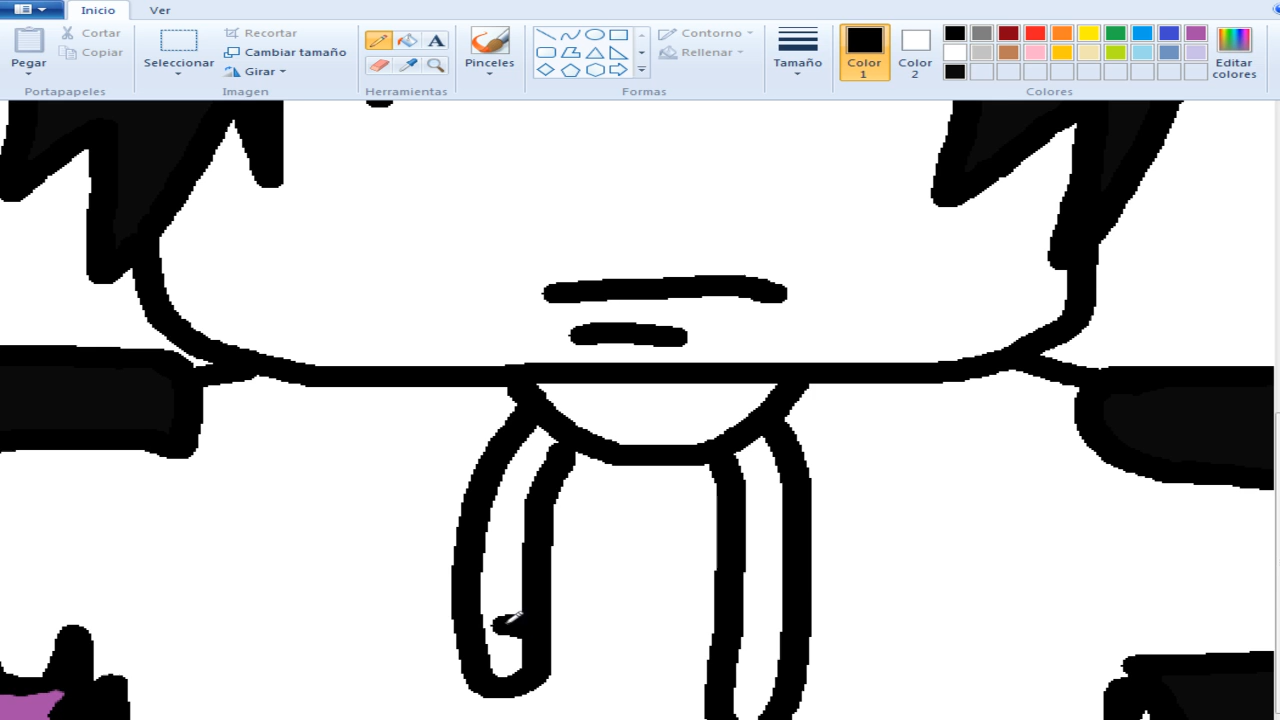 Inicio Ver
Pegar
Cortar
Copiar
Portapapeles
Seleccionar
Recortar
Cambiar tamaño
Girar
Imagen
A
Herramientas
Pinceles
Contorno
Rellenar
Formas
Tamaño
Color
1
Color
2
Editar
colores
Colores